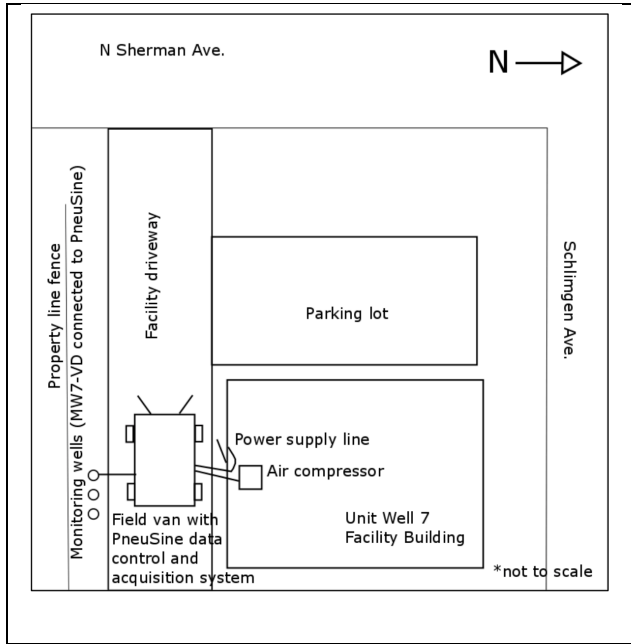 N Sherman Ave.
N
Property line fence
Monitoring wells (MW7-VD connected to PneuSine)
Facility driveway
Parking lot
Schlimgen Ave.
Power supply line
Air compressor
Field van with
PneuSine data
control and
acquisition system
Unit Well 7
Facility Building
*not to scale